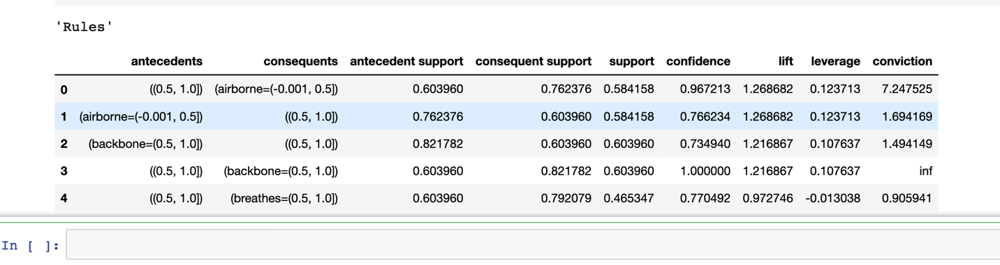 'Rules'
antecedents consequents antecedent support consequent support support confidence lift leverage conviction
0 ((0.5, 1.0]) (airborne=(-0.001, 0.5]) 0.603960 0.762376 0.584158 0.967213 1.268682 0.123713 7.247525
1 (airborne=(-0.001, 0.5]) ((0.5, 1.0]) 0.762376 0.603960 0.584158 0.766234 1.268682 0.123713 1.694169
2 (backbone=(0.5, 1.0]) ((0.5, 1.0]) 0.821782 0.603960 0.603960 0.734940 1.216867 0.107637 1.494149
3 ((0.5, 1.0]) (backbone=(0.5, 1.0]) 0.603960 0.821782 0.603960 1.000000 1.216867 0.107637 inf
4 ((0.5, 1.0]) (breathes=(0.5, 1.0]) 0.603960 0.792079 0.465347 0.770492 0.972746 -0.013038 0.905941
In [ ]: